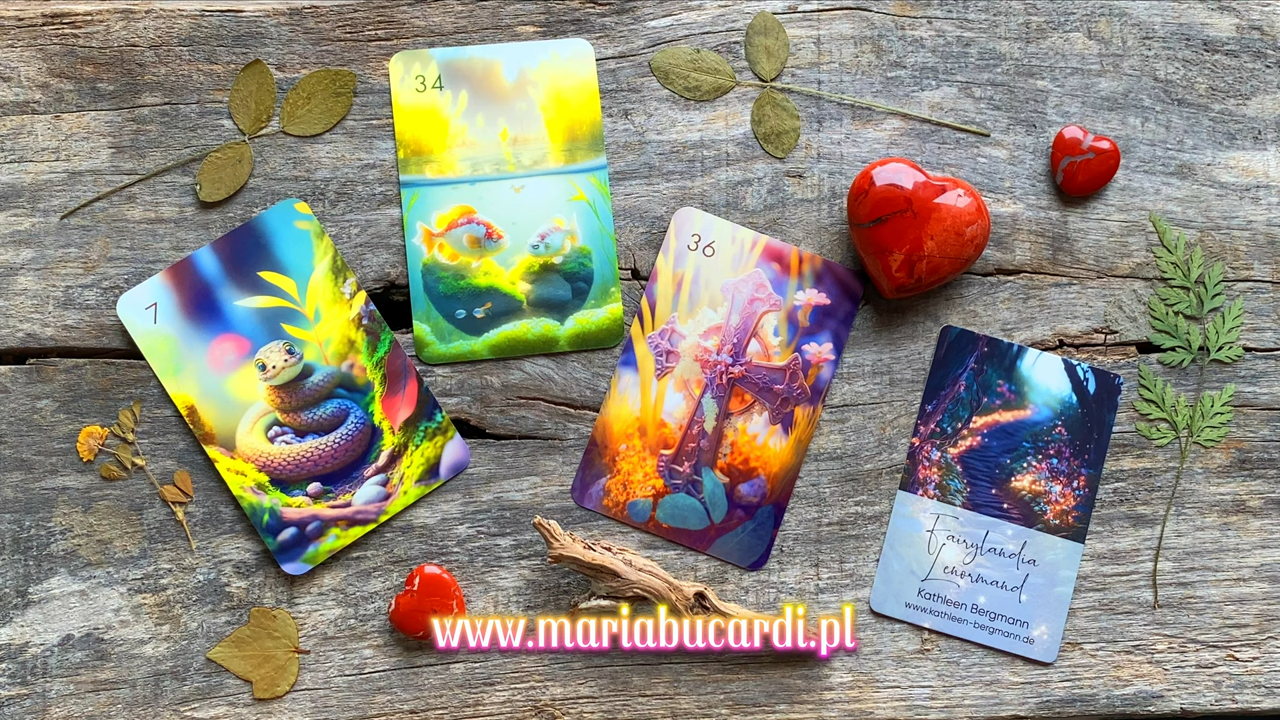 34
7
36
Fairylandia
Lenormand
Kathleen Bergmann
www.kathleen-bergmann.de
www.mariabucardi.pl